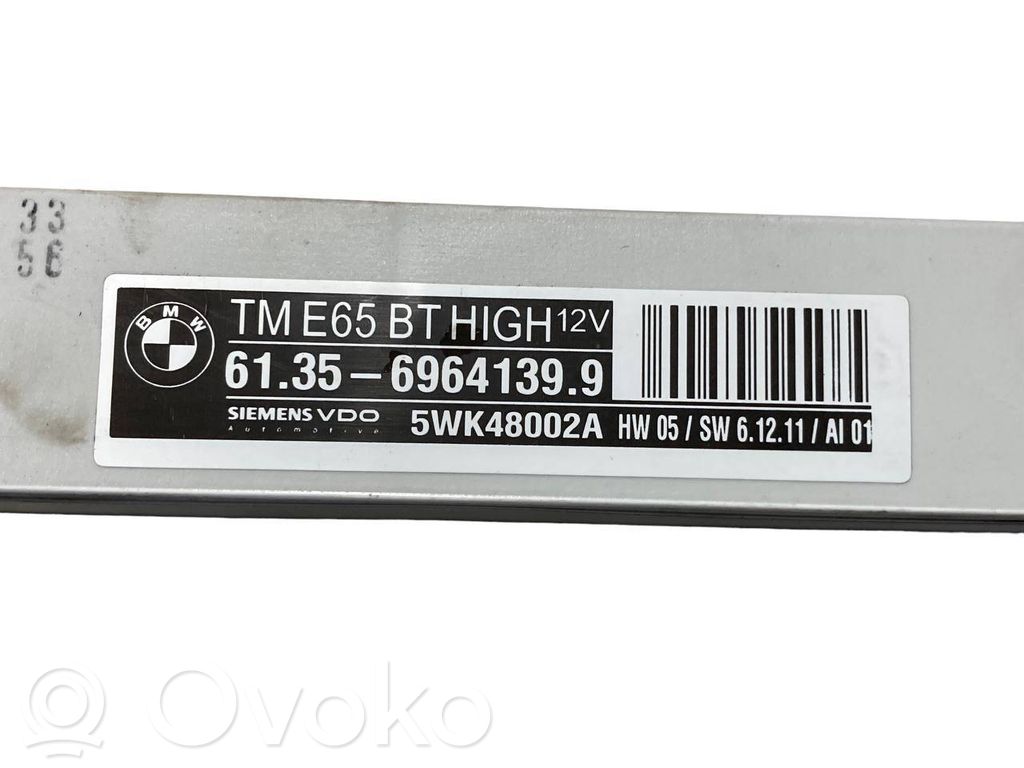 33
56
BMW
TM E65 BT HIGH 12V
61.35 – 6964139.9
SIEMENS VDO
Automotive
5WK48002A HW 05 / SW 6.12.11 / AI 01
Ovoko